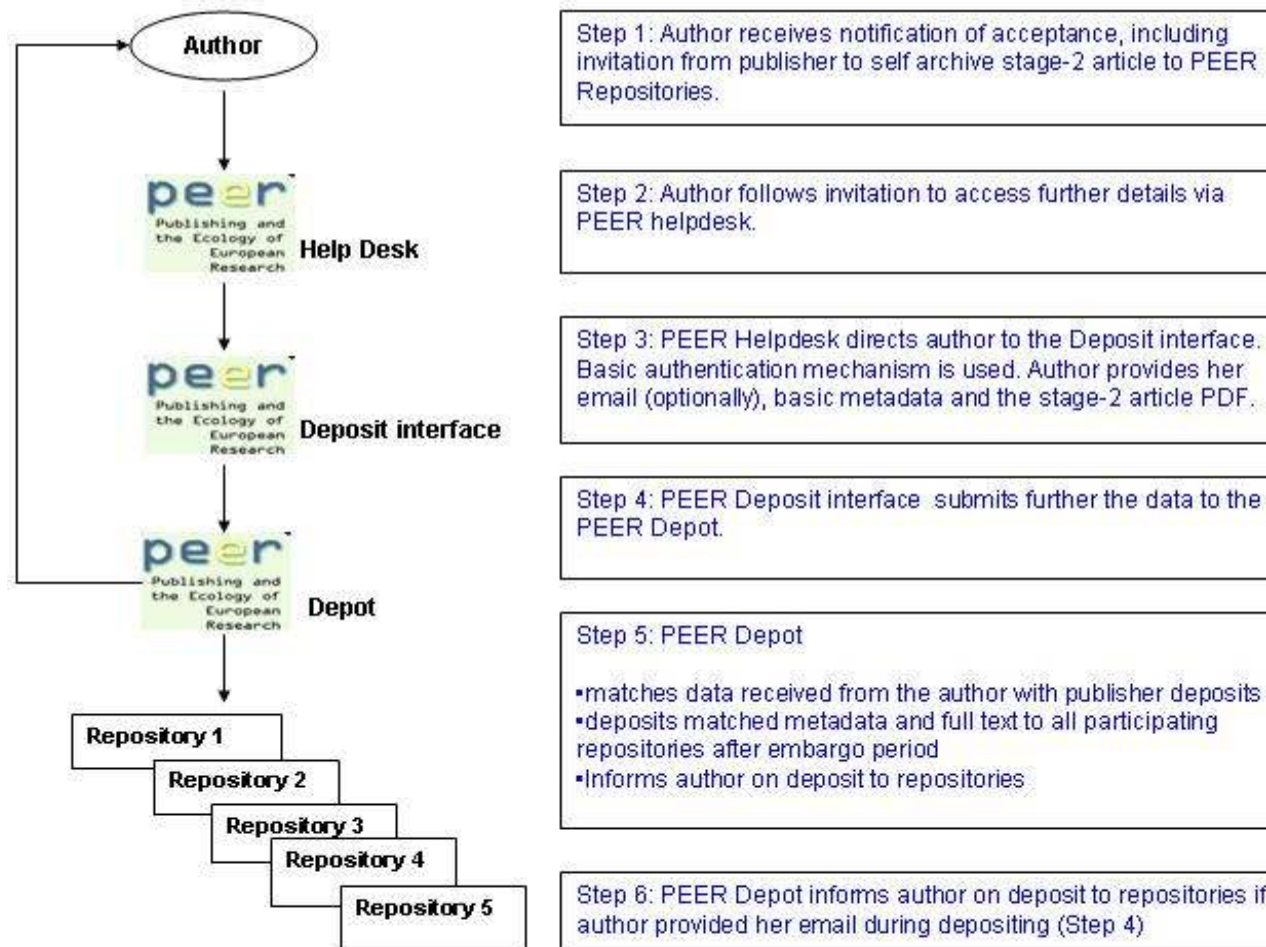 Author
peer
Publishing and
the Ecology of
European
Research
Help Desk
peer
Publishing and
the Ecology of
European
Research
Deposit interface
peer
Publishing and
the Ecology of
European
Research
Depot
Repository 1
Repository 2
Repository 3
Repository 4
Repository 5
Step 1: Author receives notification of acceptance, including
invitation from publisher to self archive stage-2 article to PEER
Repositories.
Step 2: Author follows invitation to access further details via
PEER helpdesk.
Step 3: PEER Helpdesk directs author to the Deposit interface.
Basic authentication mechanism is used. Author provides her
email (optionally), basic metadata and the stage-2 article PDF.
Step 4: PEER Deposit interface submits further the data to the
PEER Depot.
Step 5: PEER Depot
▪matches data received from the author with publisher deposits
▪deposits matched metadata and full text to all participating
repositories after embargo period
▪Informs author on deposit to repositories
Step 6: PEER Depot informs author on deposit to repositories if
author provided her email during depositing (Step 4)